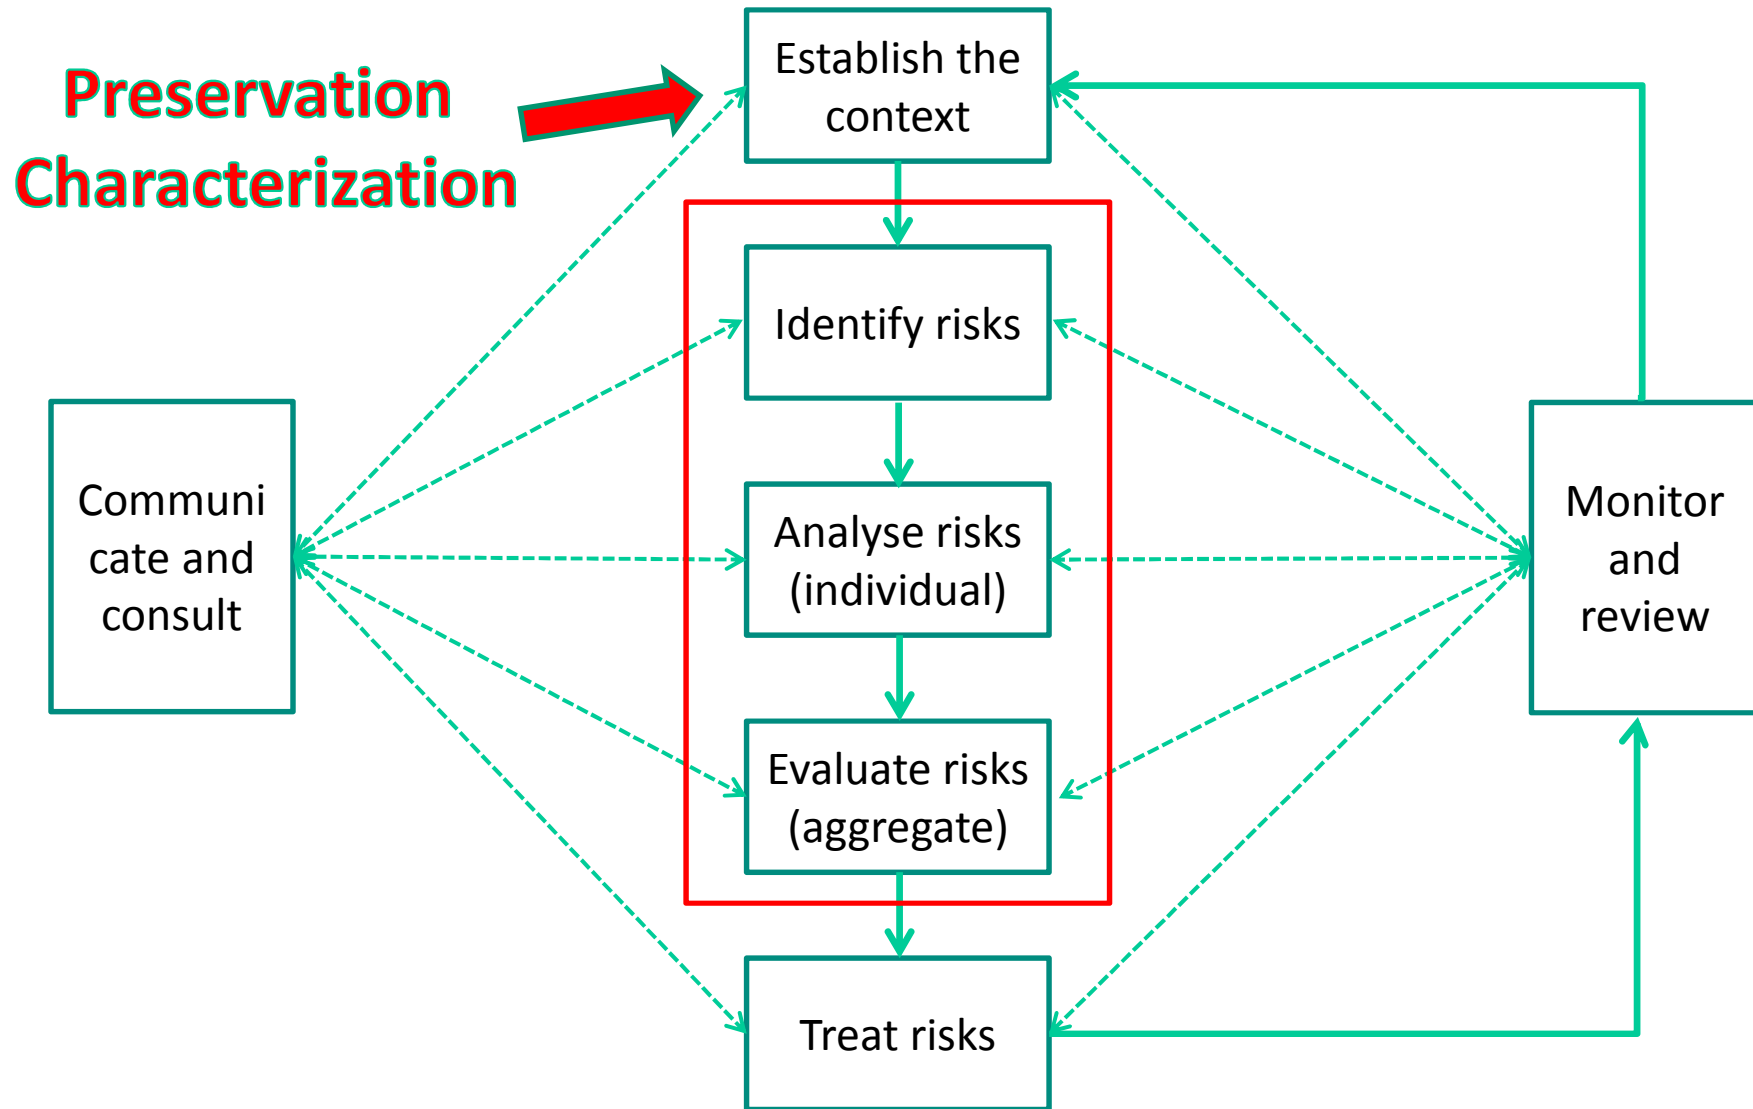 Preservation
Characterization
Establish the
context
Identify risks
Analyse risks
(individual)
Evaluate risks
(aggregate)
Treat risks
Communi
cate and
consult
Monitor
and
review